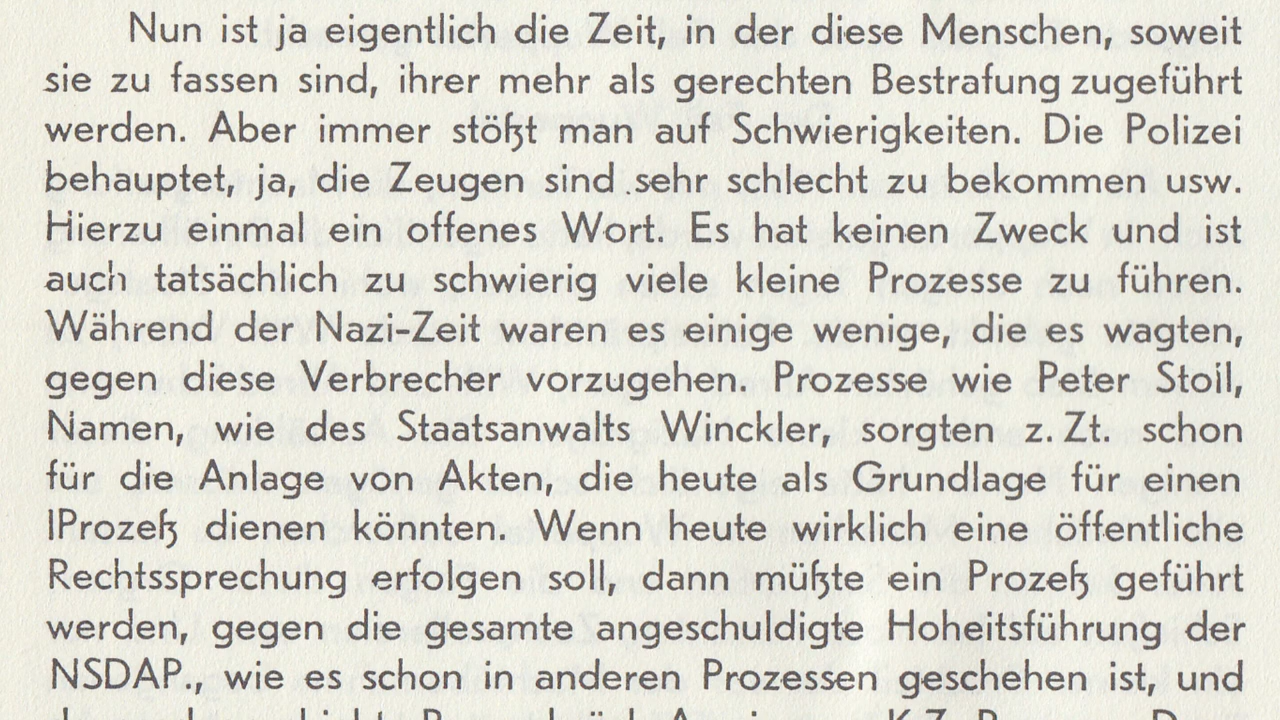 Nun ist ja eigentlich die Zeit, in der diese Menschen, soweit
sie zu fassen sind, ihrer mehr als gerechten Bestrafung zugeführt
werden. Aber immer stößt man auf Schwierigkeiten. Die Polizei
behauptet, ja, die Zeugen sind sehr schlecht zu bekommen usw.
Hierzu einmal ein offenes Wort. Es hat keinen Zweck und ist
auch tatsächlich zu schwierig viele kleine Prozesse zu führen.
Während der Nazi-Zeit waren es einige wenige, die es wagten,
gegen diese Verbrecher vorzugehen. Prozesse wie Peter Stoil,
Namen, wie des Staatsanwalts Winckler, sorgten z. Zt. schon
für die Anlage von Akten, die heute als Grundlage für einen
lProzeß dienen könnten. Wenn heute wirklich eine öffentliche
Rechtssprechung erfolgen soll, dann müßte ein Prozeß geführt
werden, gegen die gesamte angeschuldigte Hoheitsführung der
NSDAP., wie es schon in anderen Prozessen geschehen ist, und